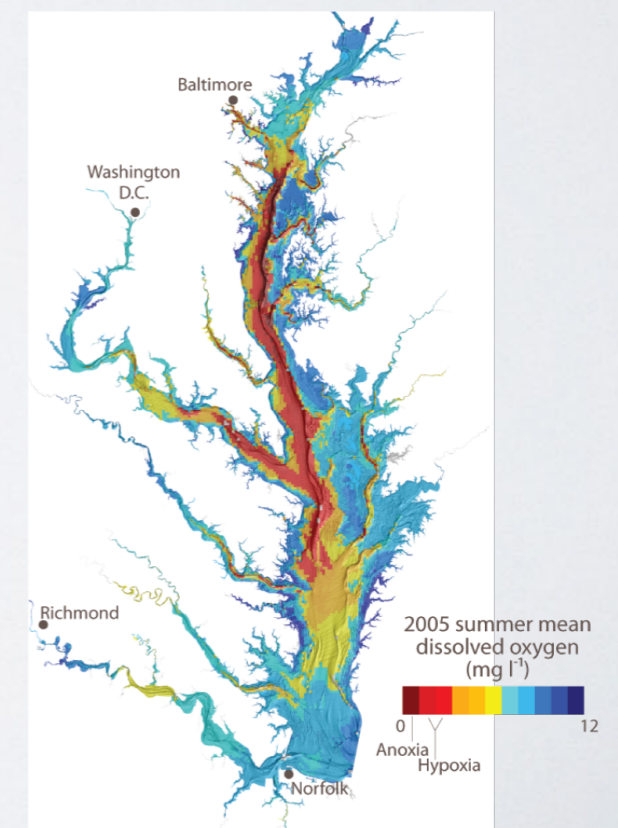 Baltimore
Washington
D.C.
Richmond
2005 summer mean
dissolved oxygen
(mg l⁻¹)
0
12
Anoxia
Hypoxia
Norfolk